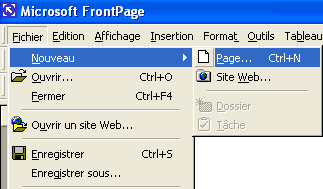 Microsoft FrontPage
Fichier Edition Affichage Insertion Format Outils Tableau
Nouveau
Page... Ctrl+N
Ouvrir... Ctrl+O
Site Web...
Fermer Ctrl+F4
Dossier
Ouvrir un site Web...
Tâche
Enregistrer Ctrl+S
Enregistrer sous...